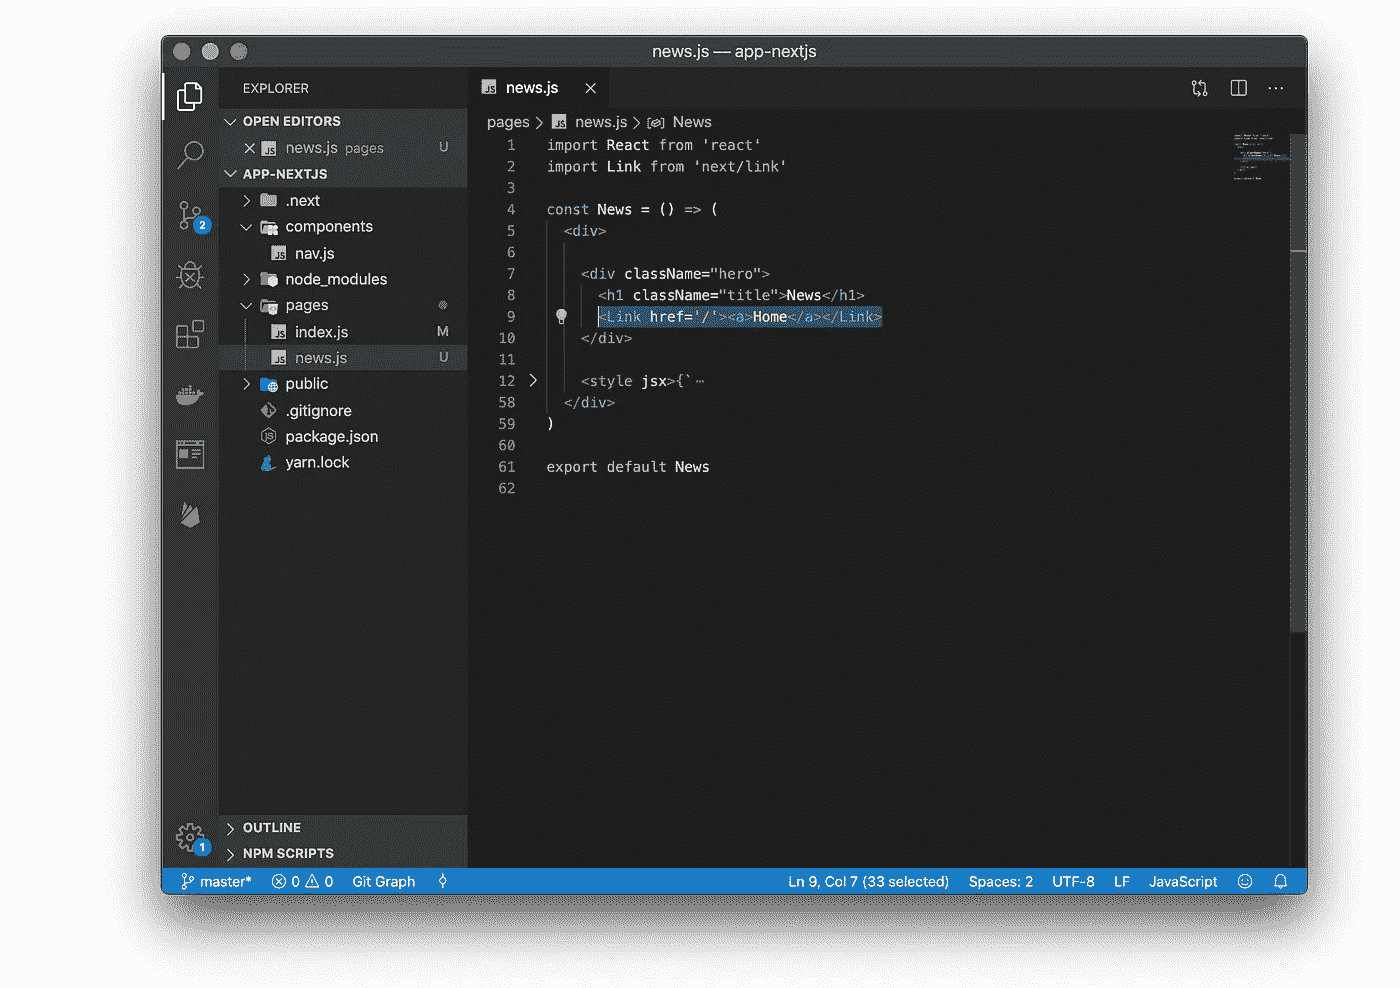 news.js — app-nextjs
EXPLORER
OPEN EDITORS
news.js pages U
APP-NEXTJS
.next
components
nav.js
node_modules
pages
index.js M
news.js U
public
.gitignore
package.json
yarn.lock
OUTLINE
NPM SCRIPTS
2
1
JS news.js
pages > JS news.js > News
1 import React from 'react'
2 import Link from 'next/link'
3
4 const News = () => (
5 <div>
6
7 <div className="hero">
8 <h1 className="title">News</h1>
9 <Link href='/'><a>Home</a></Link>
10 </div>
11
12 <style jsx>{`⋯
58 </div>
59 )
60
61 export default News
62
master* 0 0 Git Graph Ln 9, Col 7 (33 selected) Spaces: 2 UTF-8 LF JavaScript